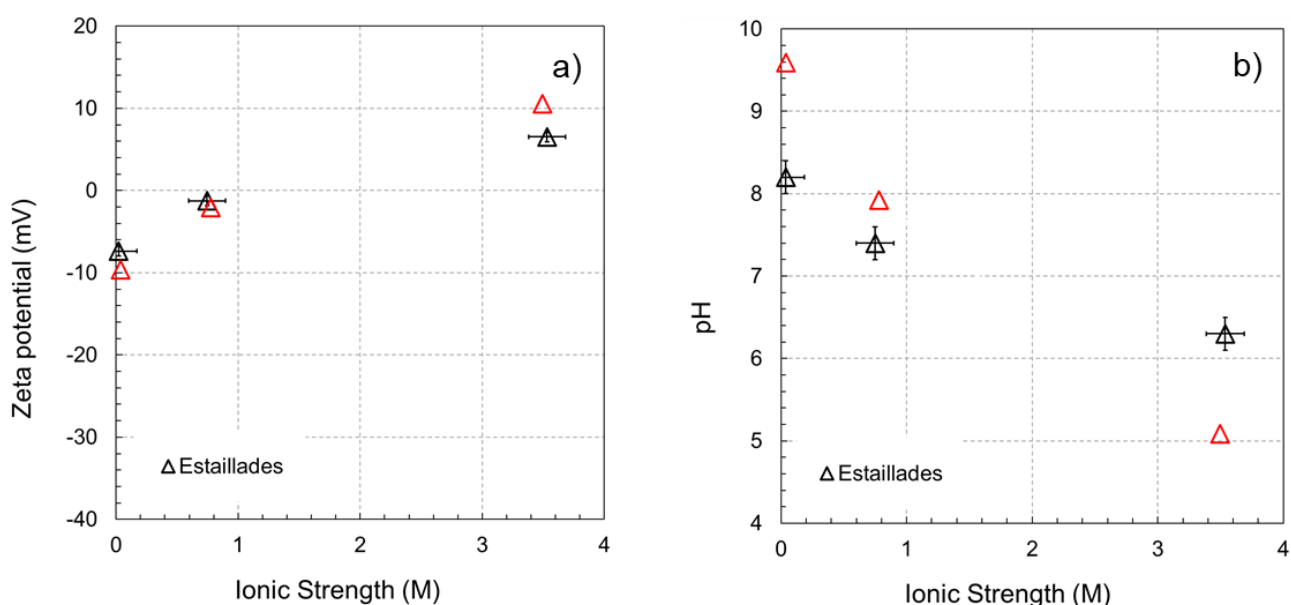 a)
Zeta potential (mV)
20
10
0
-10
-20
-30
-40
Estaillades
0 1 2 3 4
Ionic Strength (M)
b)
pH
10
9
8
7
6
5
4
Estaillades
0 1 2 3 4
Ionic Strength (M)